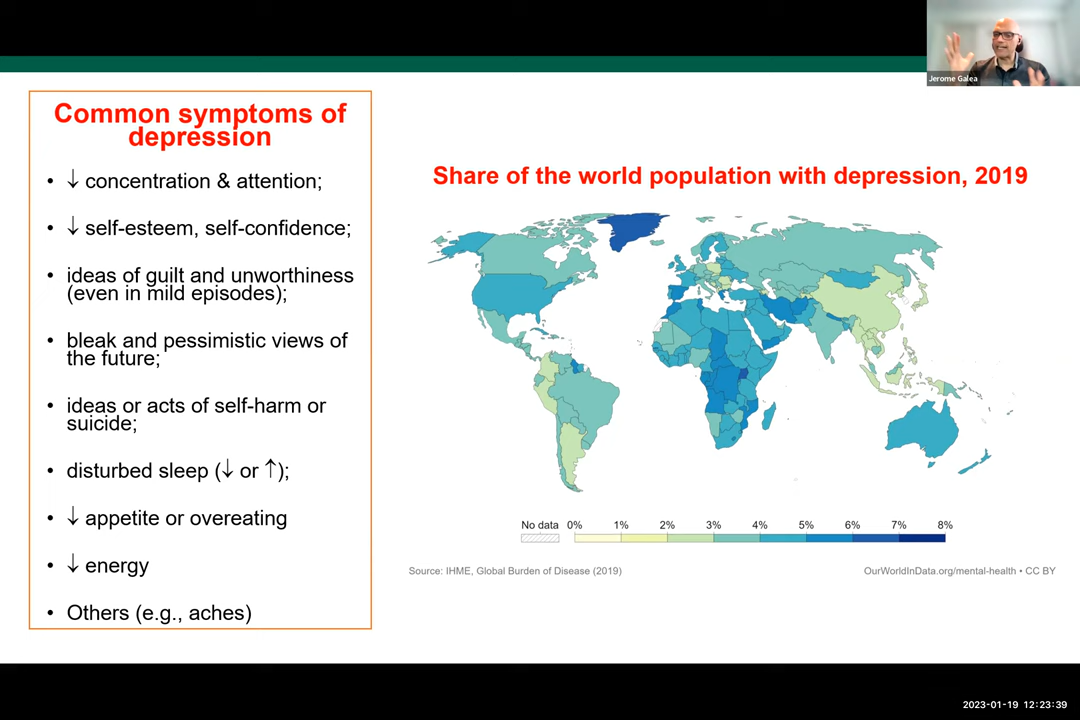 Jerome Galea
Common symptoms of
depression
• ↓ concentration & attention;
• ↓ self-esteem, self-confidence;
• ideas of guilt and unworthiness
(even in mild episodes);
• bleak and pessimistic views of
the future;
• ideas or acts of self-harm or
suicide;
• disturbed sleep (↓ or ↑);
• ↓ appetite or overeating
• ↓ energy
• Others (e.g., aches)
Share of the world population with depression, 2019
No data 0% 1% 2% 3% 4% 5% 6% 7% 8%
Source: IHME, Global Burden of Disease (2019)
OurWorldInData.org/mental-health • CC BY
2023-01-19 12:23:39